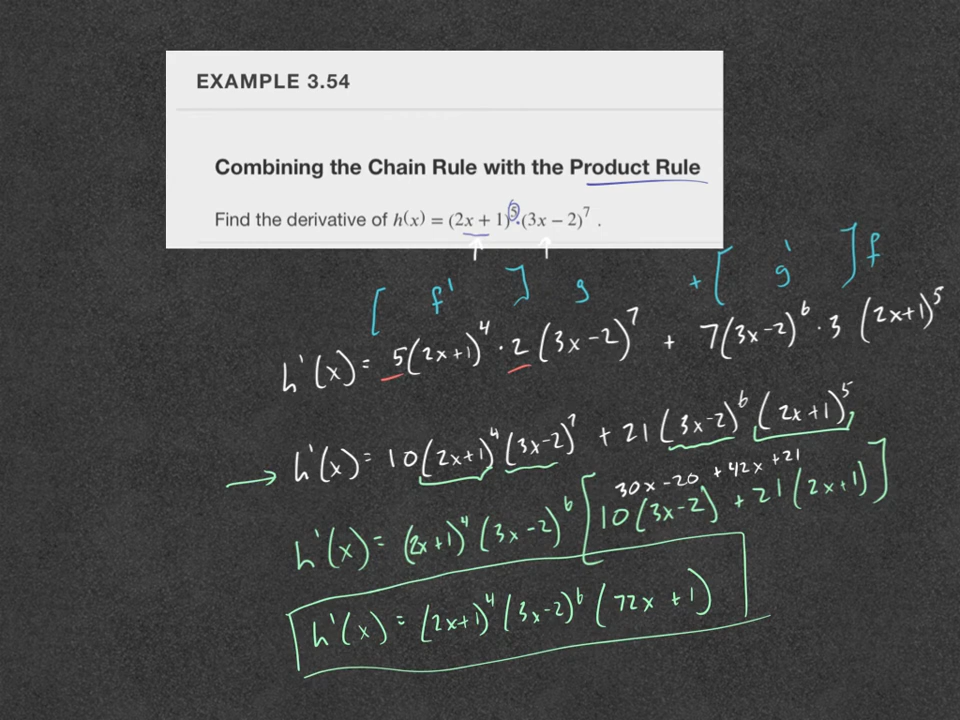 EXAMPLE 3.54
Combining the Chain Rule with the Product Rule
Find the derivative of h(x) = (2x + 1)⁵ (3x − 2)⁷ .
[ f' ] g + [ g' ] f
h'(x) = 5(2x+1)⁴ · 2 (3x−2)⁷ + 7(3x−2)⁶ · 3 (2x+1)⁵
→ h'(x) = 10(2x+1)⁴(3x−2)⁷ + 21(3x−2)⁶(2x+1)⁵
30x−20 +42x +21
h'(x) = (2x+1)⁴(3x−2)⁶[10(3x−2) + 21(2x+1)]
h'(x) = (2x+1)⁴(3x−2)⁶(72x +1)